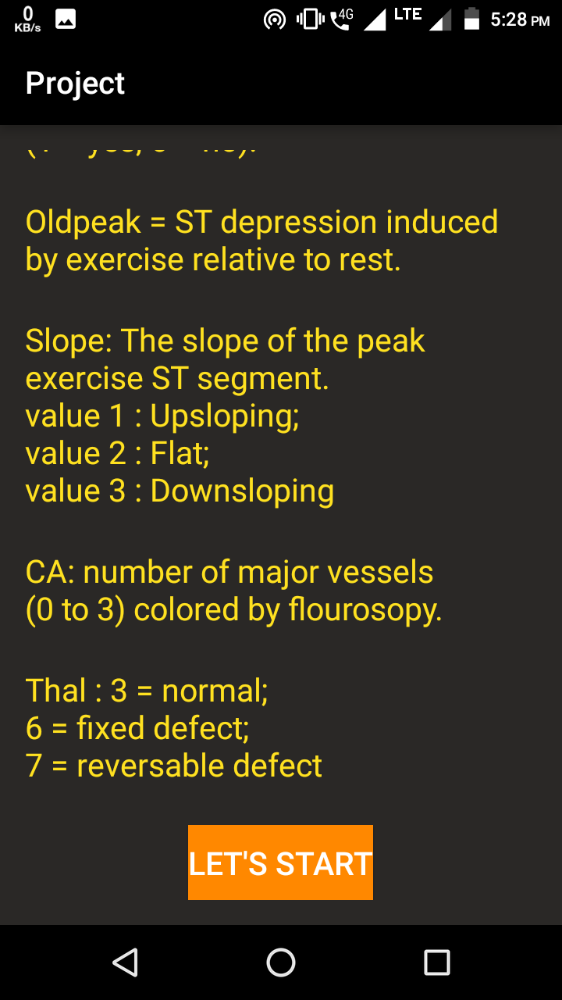 0
KB/s
4G
LTE
5:28 PM
Project
Oldpeak = ST depression induced
by exercise relative to rest.
Slope: The slope of the peak
exercise ST segment.
value 1 : Upsloping;
value 2 : Flat;
value 3 : Downsloping
CA: number of major vessels
(0 to 3) colored by flourosopy.
Thal : 3 = normal;
6 = fixed defect;
7 = reversable defect
LET'S START